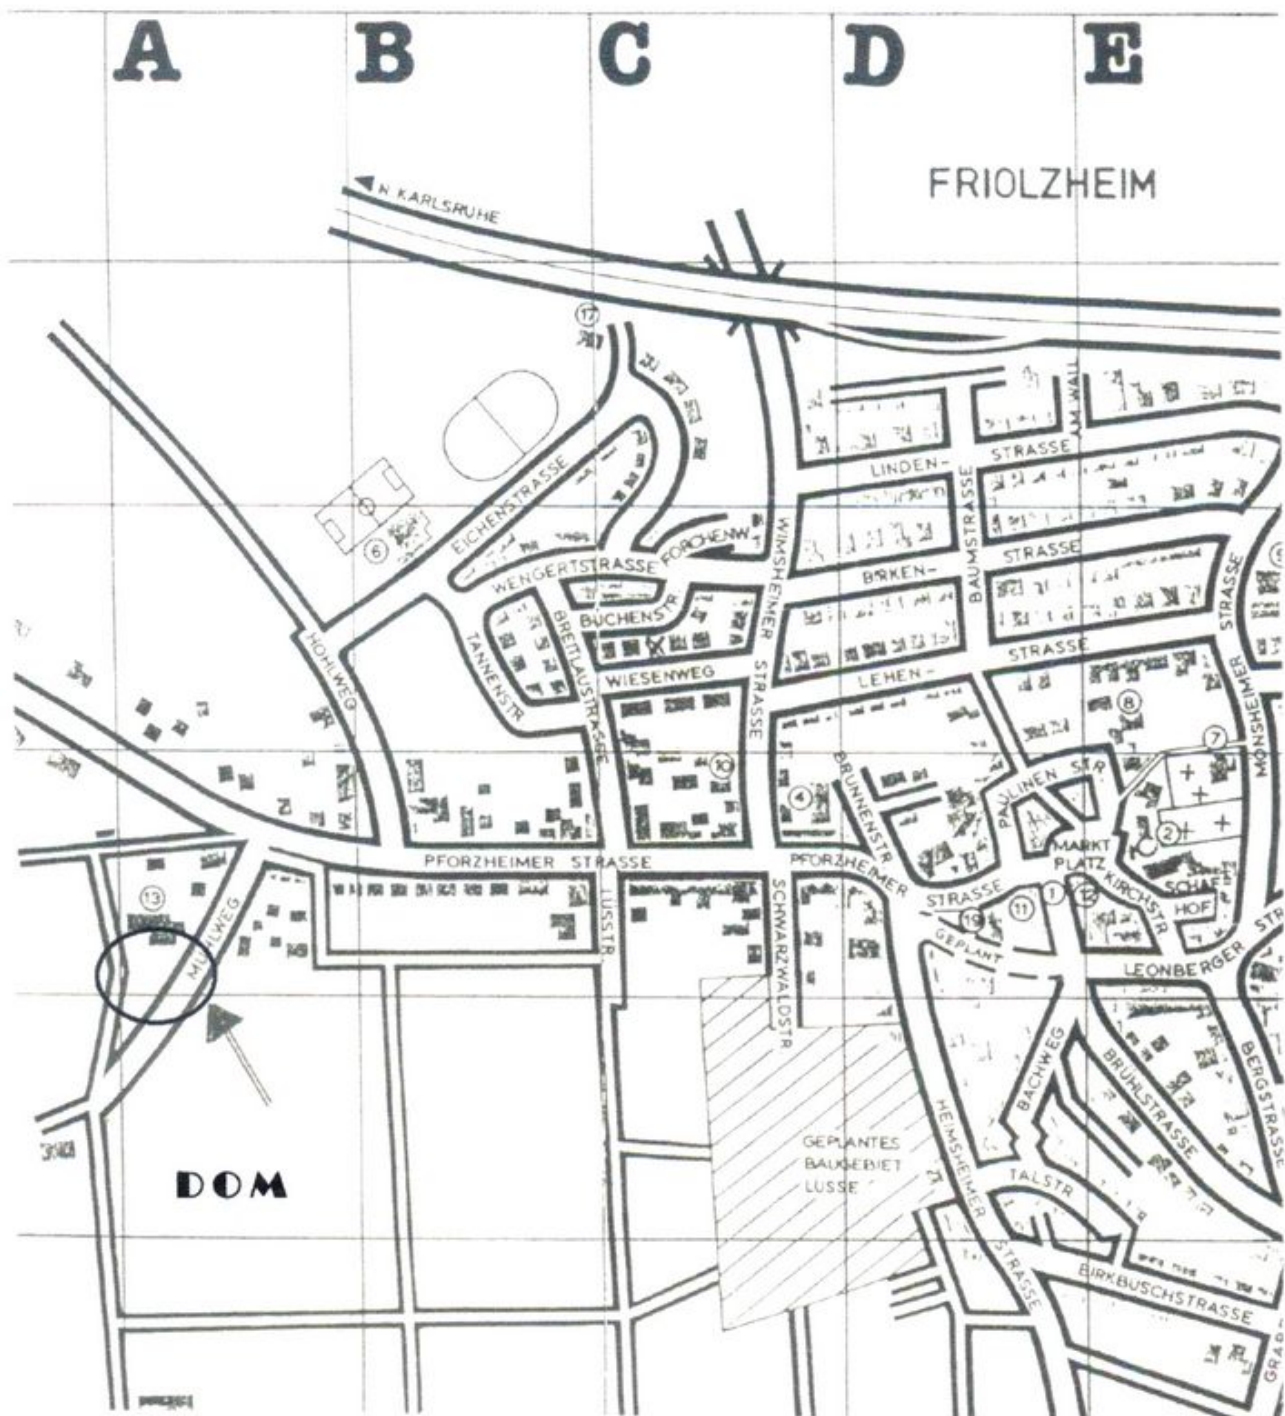 A B C D E
FRIOLZHEIM
N KARLSRUHE
17
AM WALL
LINDEN-
STRASSE
EICHENSTRASSE
6
WENGERTSTRASSE
FORCHENW
WIMSHEIMER
STRASSE
BIRKEN-
STRASSE
BAUMSTRASSE
BUCHENSTR
BREITLAUSTRASSE
TANNENSTR
HOHLWEG
WIESENWEG
LEHEN-
STRASSE
MÖNSHEIMER
STRASSE
8
7
10
4
BRUNNENSTR
PAULINEN STR
2
MARKT
PLATZ
PFORZHEIMER STRASSE
PFORZHEIMER
STRASSE
KIRCHSTR
SCHAF
HOF
13
MÜHLWEG
LUSSTR
SCHWARZWALDSTR
19
11
1
12
GEPLANT
LEONBERGER STR
BACHWEG
BRÜHLSTRASSE
BERGSTRASSE
HEIMSHEIMER
STRASSE
GEPLANTES
BAUGEBIET
LÜSSE
TALSTR
DOM
BIRKBUSCHSTRASSE